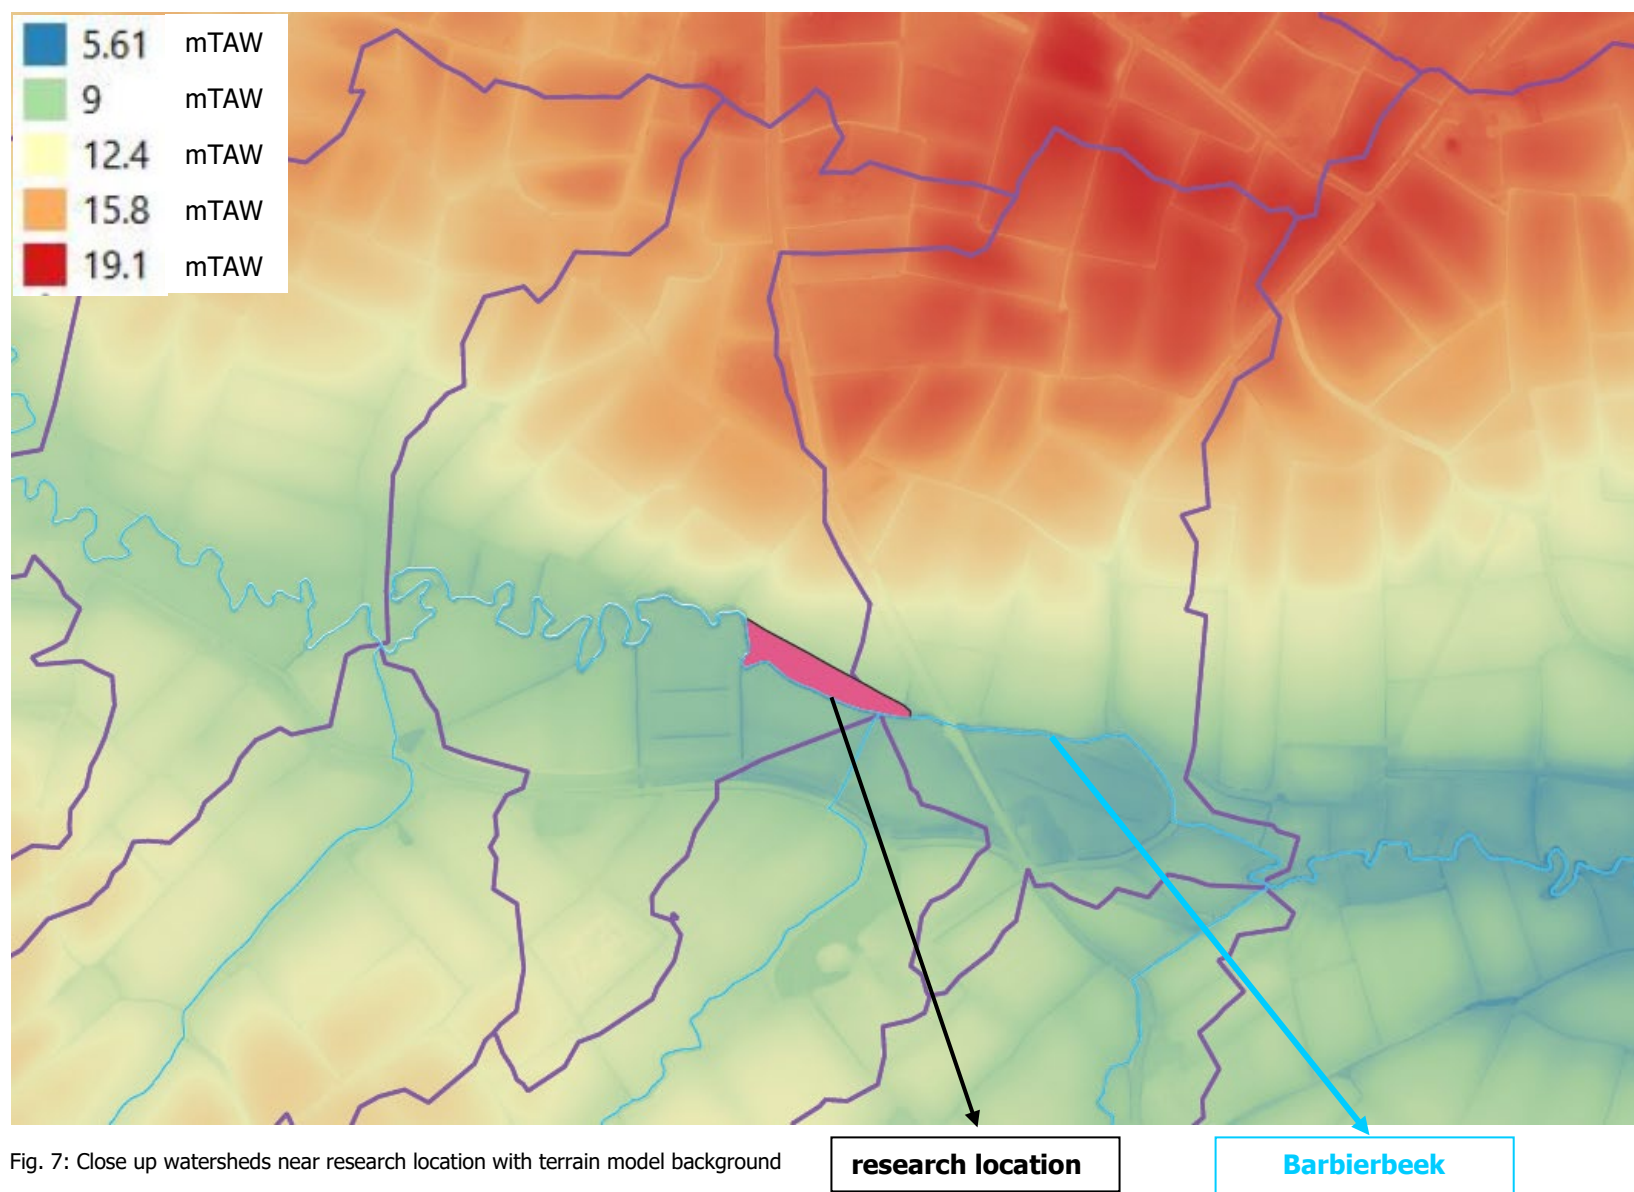 5.61 mTAW
9 mTAW
12.4 mTAW
15.8 mTAW
19.1 mTAW
Fig. 7: Close up watersheds near research location with terrain model background
research location
Barbierbeek